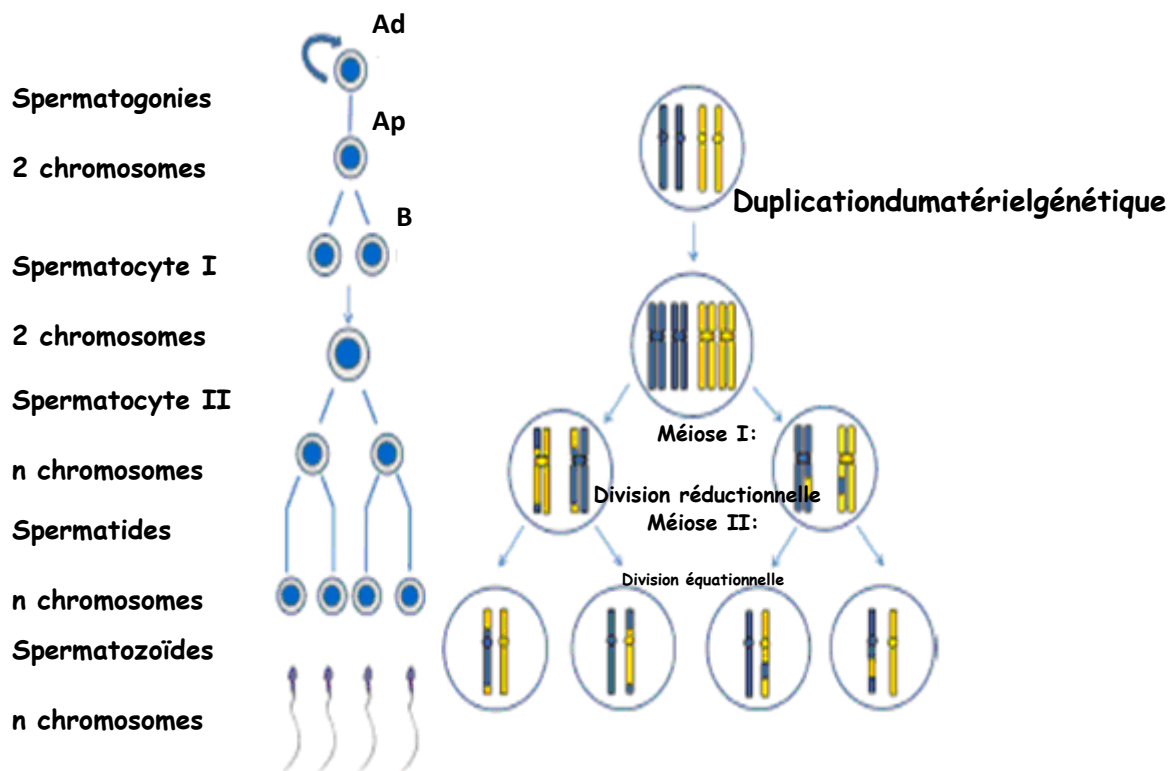 Ad
Spermatogonies
Ap
2 chromosomes
B
Spermatocyte I
2 chromosomes
Spermatocyte II
n chromosomes
Spermatides
n chromosomes
Spermatozoïdes
n chromosomes
Duplicationdumatérielgénétique
Méiose I:
Division réductionnelle
Méiose II:
Division équationnelle